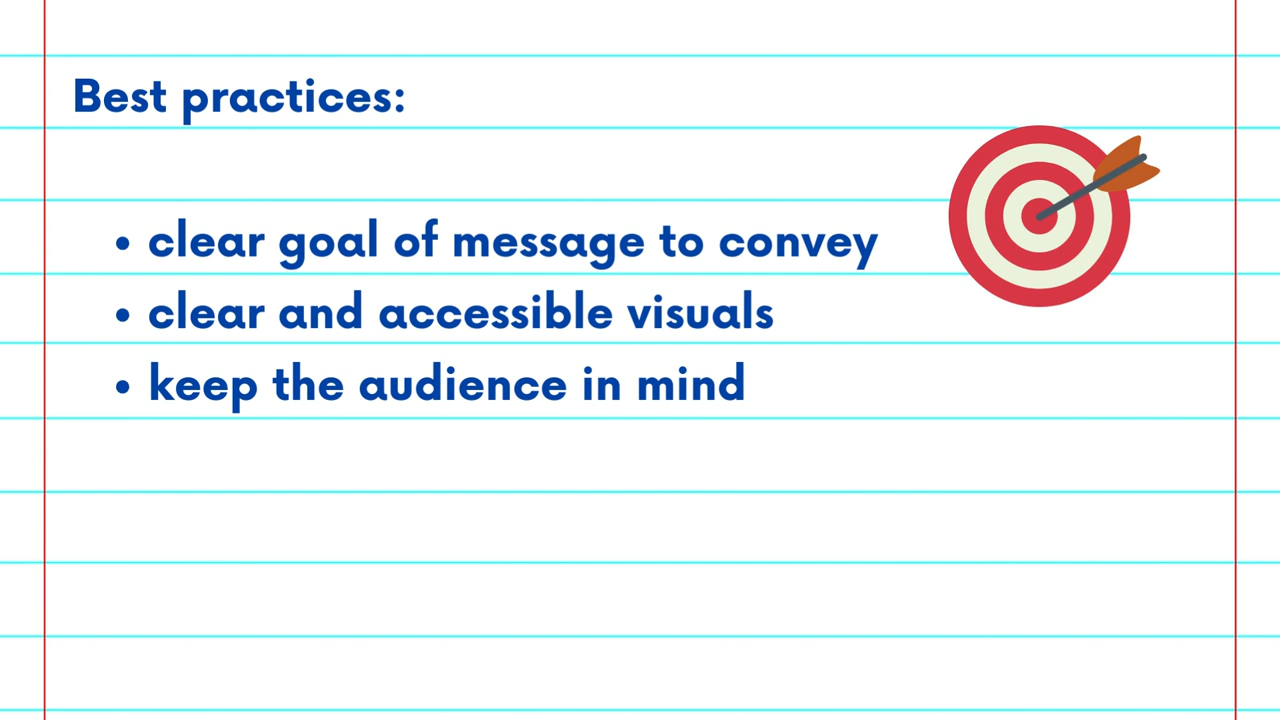 Best practices:
• clear goal of message to convey
• clear and accessible visuals
• keep the audience in mind